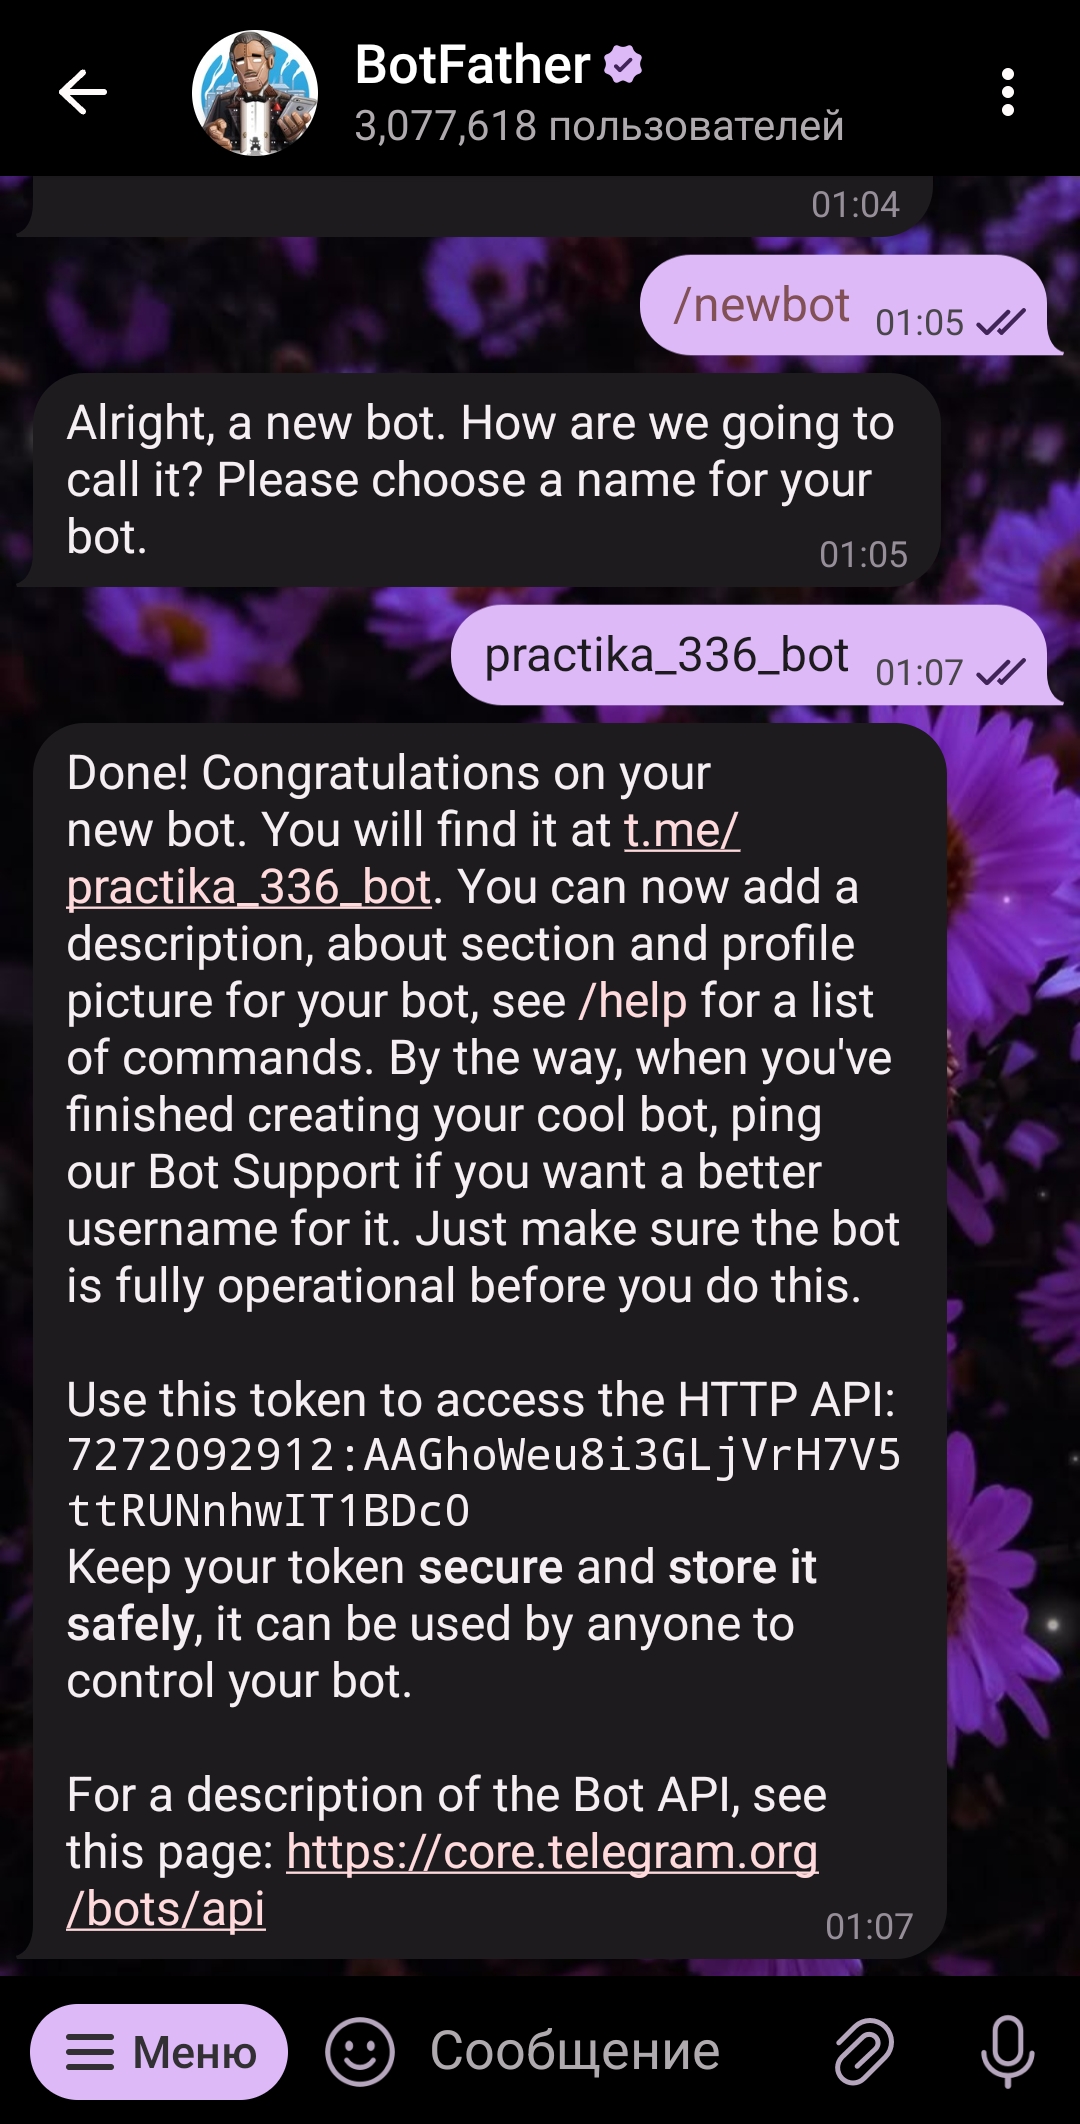 BotFather
3,077,618 пользователей
01:04
/newbot 01:05
Alright, a new bot. How are we going to
call it? Please choose a name for your
bot.
01:05
practika_336_bot 01:07
Done! Congratulations on your
new bot. You will find it at t.me/
practika_336_bot. You can now add a
description, about section and profile
picture for your bot, see /help for a list
of commands. By the way, when you've
finished creating your cool bot, ping
our Bot Support if you want a better
username for it. Just make sure the bot
is fully operational before you do this.
Use this token to access the HTTP API:
7272092912:AAGhoWeu8i3GLjVrH7V5
ttRUNnhwIT1BDcO
Keep your token secure and store it
safely, it can be used by anyone to
control your bot.
For a description of the Bot API, see
this page: https://core.telegram.org
/bots/api
01:07
Меню
Сообщение